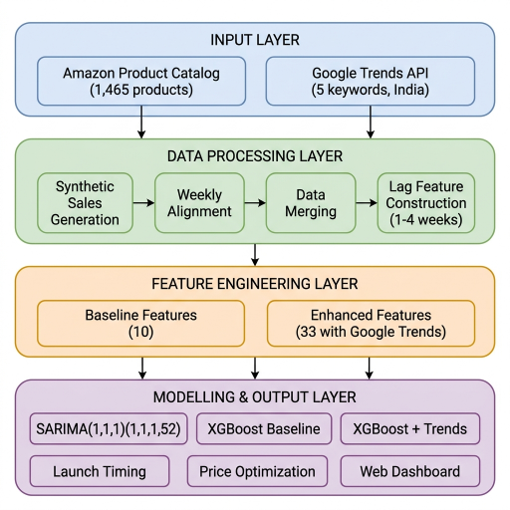 INPUT LAYER
Amazon Product Catalog
(1,465 products)
Google Trends API
(5 keywords, India)
DATA PROCESSING LAYER
Synthetic
Sales
Generation
Weekly
Alignment
Data
Merging
Lag Feature
Construction
(1-4 weeks)
FEATURE ENGINEERING LAYER
Baseline Features
(10)
Enhanced Features
(33 with Google Trends)
MODELLING & OUTPUT LAYER
SARIMA(1,1,1)(1,1,1,52)
XGBoost Baseline
XGBoost + Trends
Launch Timing
Price Optimization
Web Dashboard